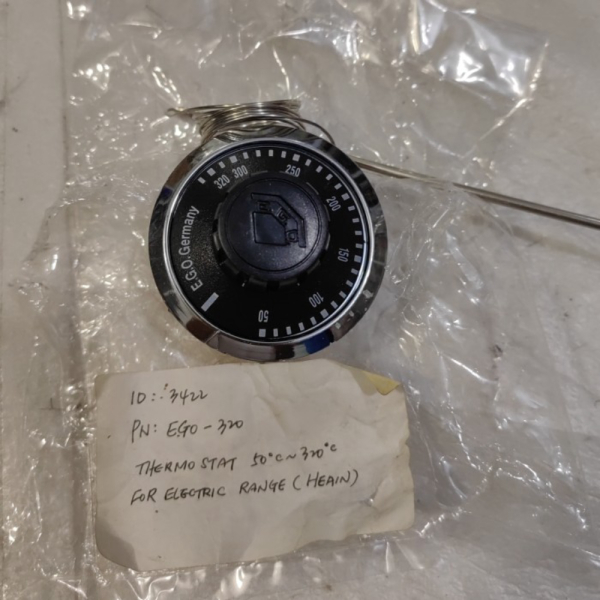 E.G.O. Germany
320 300 250 200 150 100 50
ID: 3422
PN: EGO-320
THERMOSTAT 50°C ~ 320°C
FOR ELECTRIC RANGE (HEAIN)